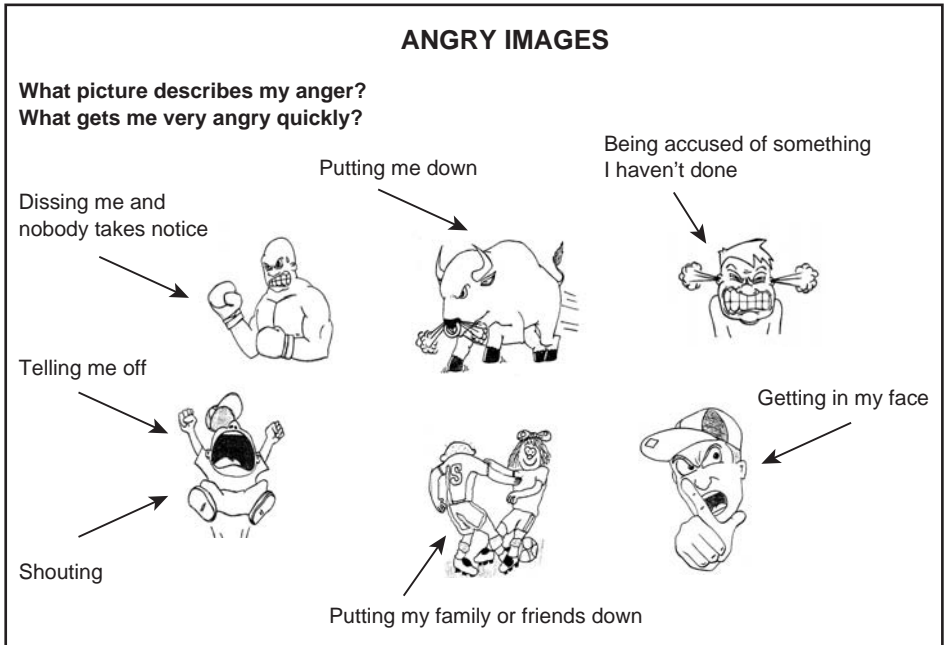 ANGRY IMAGES
What picture describes my anger?
What gets me very angry quickly?
Being accused of something
I haven't done
Putting me down
Dissing me and
nobody takes notice
Telling me off
Getting in my face
Shouting
Putting my family or friends down